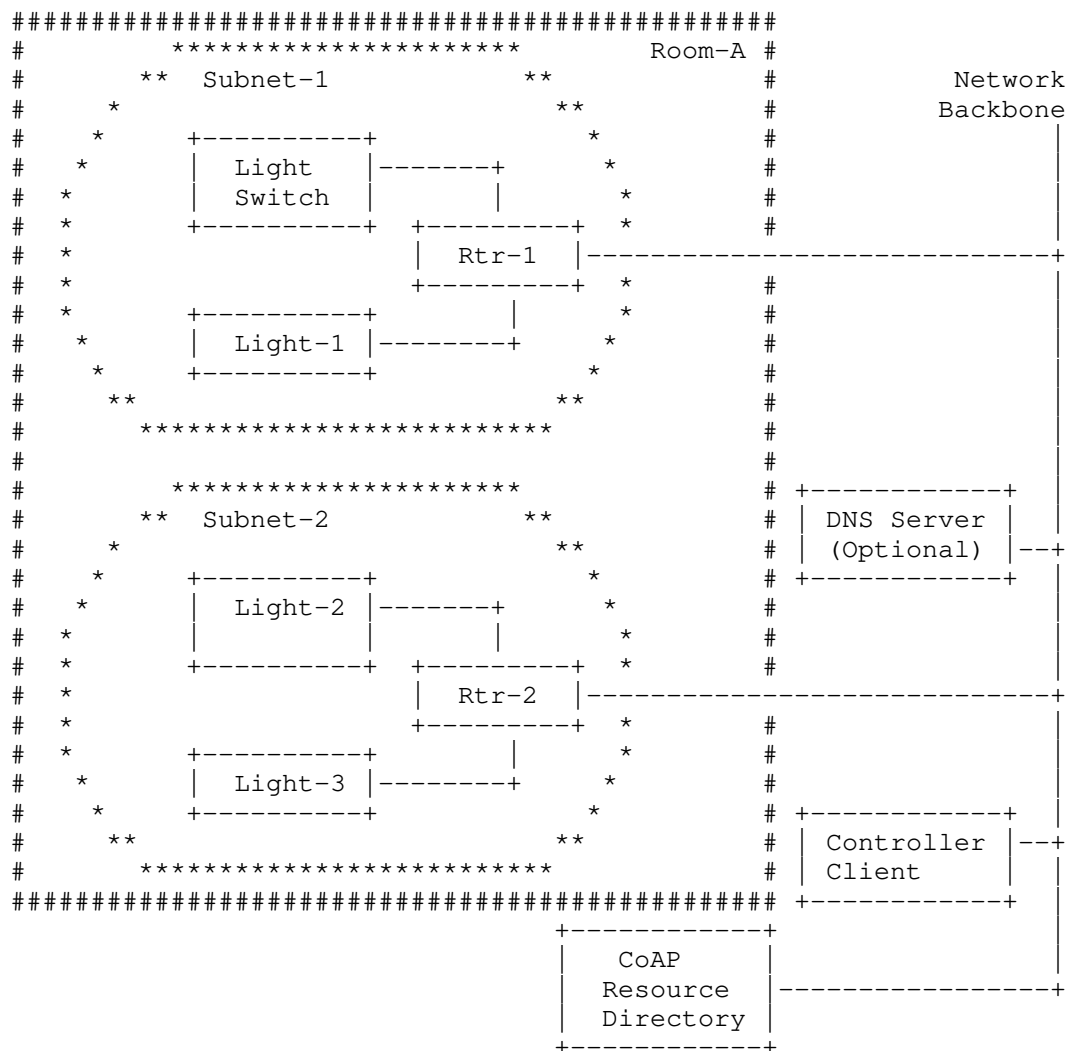 Room-A
Subnet-1
Network
Backbone
Light
Switch
Rtr-1
Light-1
Subnet-2
DNS Server
(Optional)
Light-2
Rtr-2
Light-3
Controller
Client
CoAP
Resource
Directory